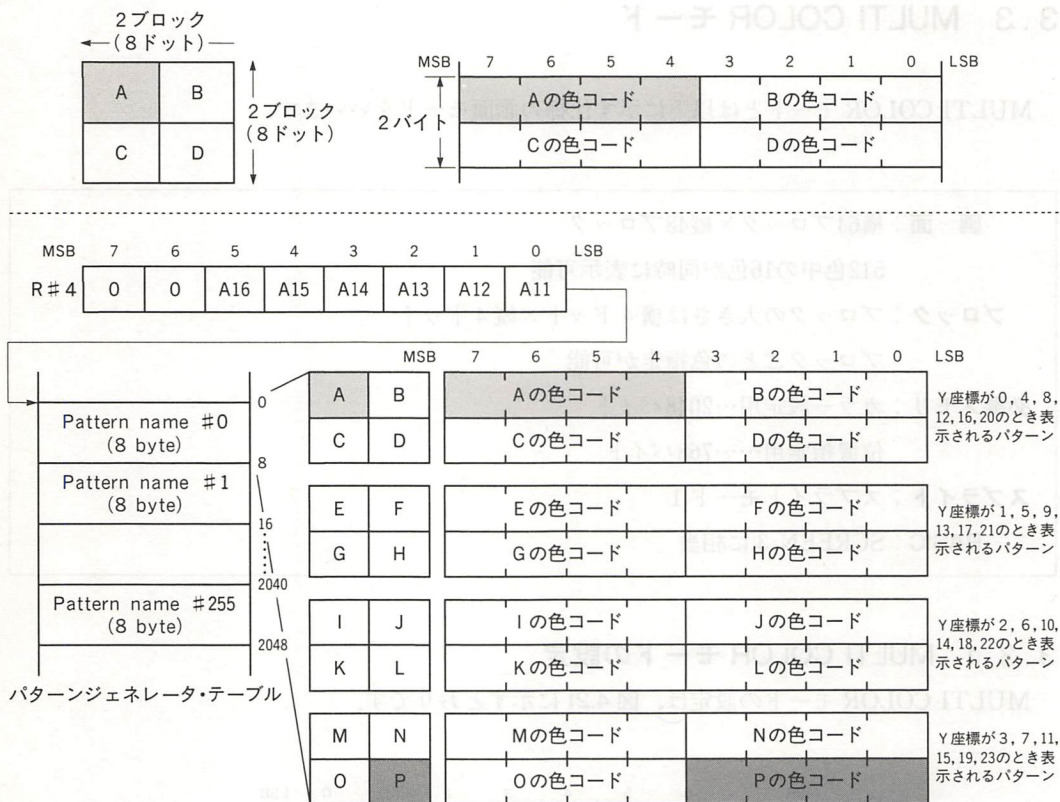 2ブロック
(8ドット)
A B
C D
2ブロック
(8ドット)
MSB 7 6 5 4 3 2 1 0 LSB
2バイト
Aの色コード Bの色コード
Cの色コード Dの色コード
MSB 7 6 5 4 3 2 1 0 LSB
R#4 0 0 A16 A15 A14 A13 A12 A11
MSB 7 6 5 4 3 2 1 0 LSB
0
Pattern name #0
(8 byte)
8
Pattern name #1
(8 byte)
16
2040
Pattern name #255
(8 byte)
2048
パターンジェネレータ・テーブル
A B Aの色コード Bの色コード
C D Cの色コード Dの色コード
Y座標が0, 4, 8,
12,16,20のとき表
示されるパターン
E F Eの色コード Fの色コード
G H Gの色コード Hの色コード
Y座標が1, 5, 9,
13,17,21のとき表
示されるパターン
I J Iの色コード Jの色コード
K L Kの色コード Lの色コード
Y座標が2, 6, 10,
14,18,22のとき表
示されるパターン
M N Mの色コード Nの色コード
O P Oの色コード Pの色コード
Y座標が3, 7, 11,
15,19,23のとき表
示されるパターン